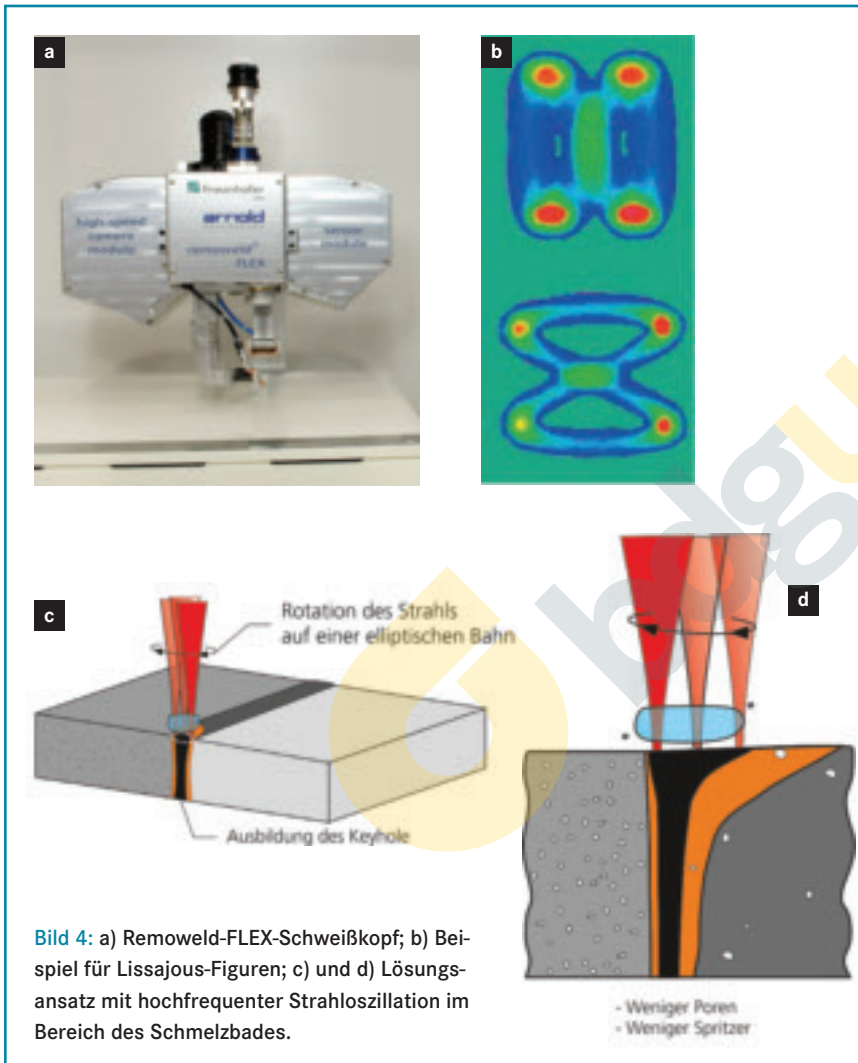 a
b
Fraunhofer
arnold
high-speed
camera
module
sensor
module
remoweld®
FLEX
c
Rotation des Strahls
auf einer elliptischen Bahn
Ausbildung des Keyhole
d
- Weniger Poren
- Weniger Spritzer
Bild 4: a) Remoweld-FLEX-Schweißkopf; b) Bei-
spiel für Lissajous-Figuren; c) und d) Lösungs-
ansatz mit hochfrequenter Strahloszillation im
Bereich des Schmelzbades.
bdgu